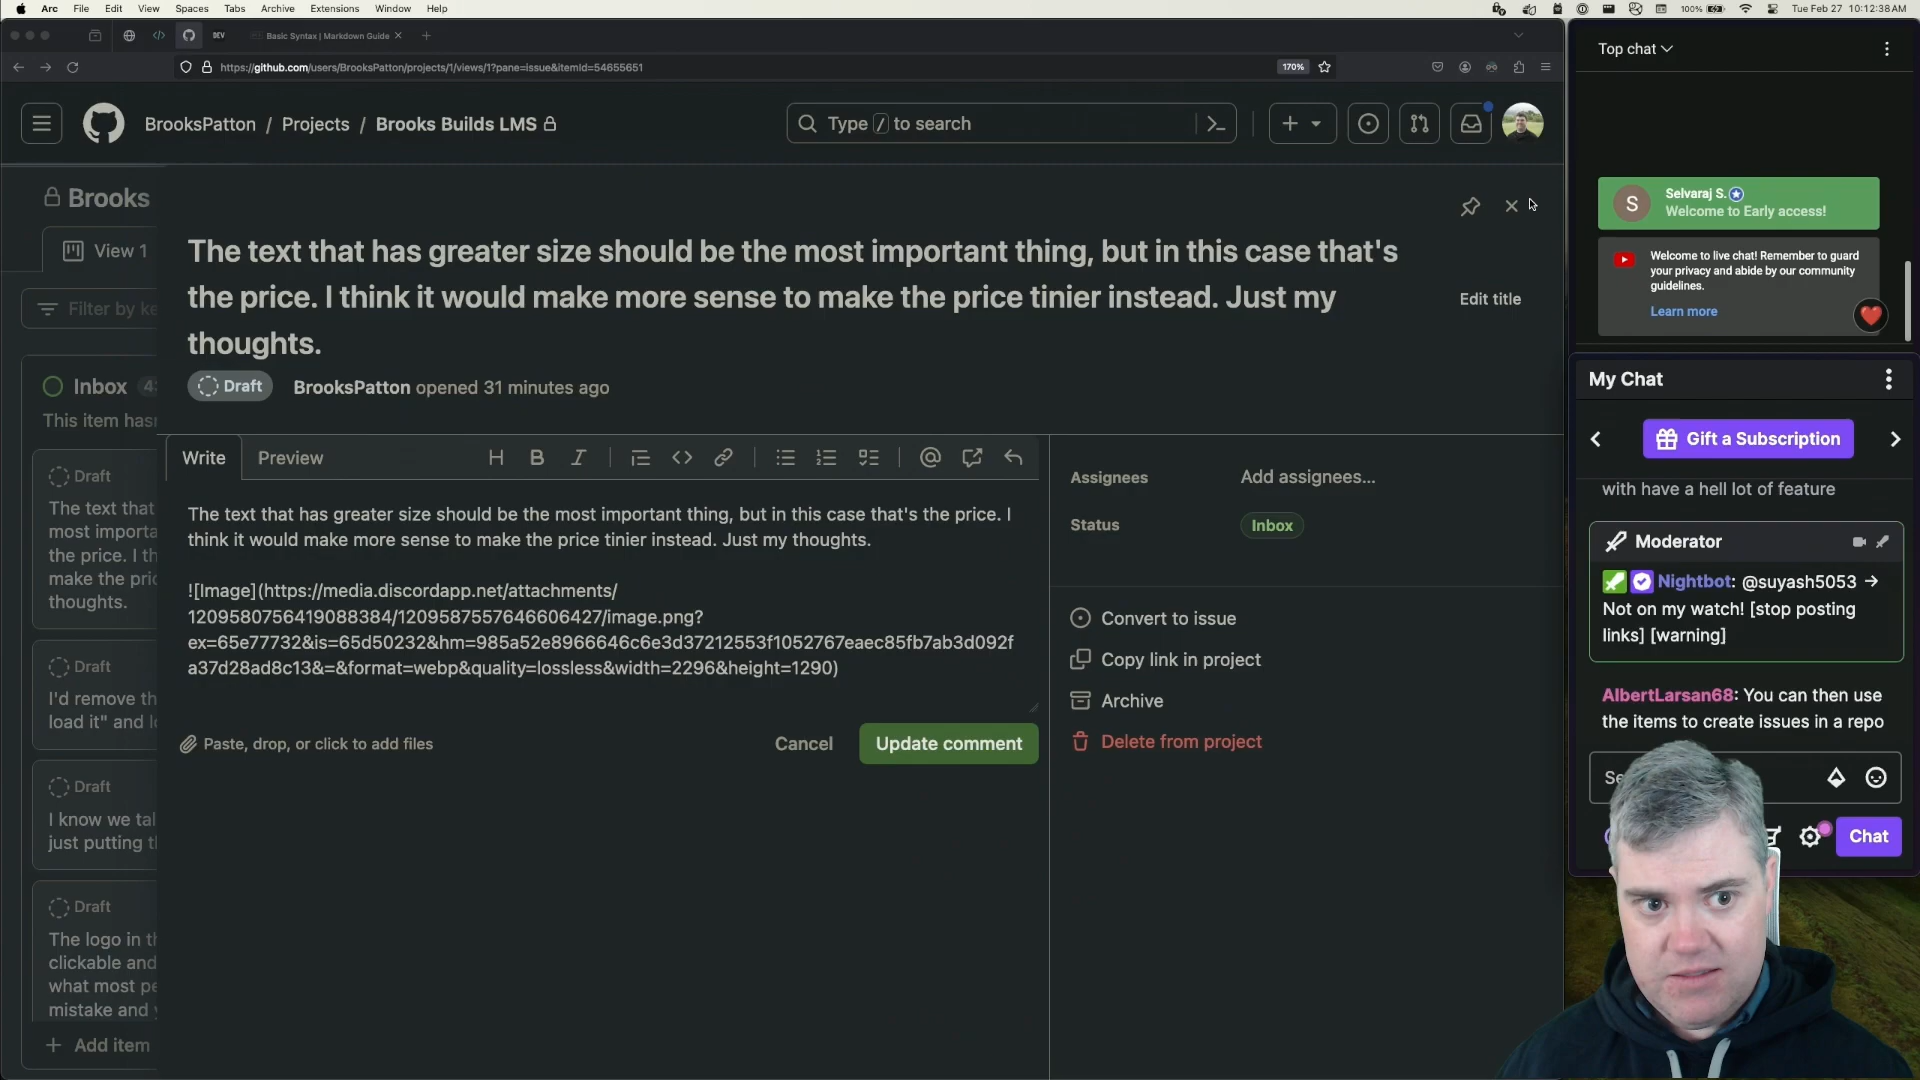 Arc File Edit View Spaces Tabs Archive Extensions Window Help
100% Tue Feb 27 10:12:38 AM
DEV Basic Syntax | Markdown Guide
https://github.com/users/BrooksPatton/projects/1/views/1?pane=issue&itemId=54655651
170%
BrooksPatton / Projects / Brooks Builds LMS
Type / to search
Brooks
View 1
Filter by ke
Inbox
This item has
Draft
The text that
most importa
the price. I th
make the pric
thoughts.
Draft
I'd remove th
load it" and l
Draft
I know we tal
just putting t
Draft
The logo in t
clickable and
what most pe
mistake and y
+ Add item
The text that has greater size should be the most important thing, but in this case that's
the price. I think it would make more sense to make the price tinier instead. Just my
thoughts.
Edit title
Draft BrooksPatton opened 31 minutes ago
Write Preview
The text that has greater size should be the most important thing, but in this case that's the price. I
think it would make more sense to make the price tinier instead. Just my thoughts.
![Image](https://media.discordapp.net/attachments/
1209580756419088384/1209587557646606427/image.png?
ex=65e77732&is=65d50232&hm=985a52e8966646c6e3d37212553f1052767eaec85fb7ab3d092f
a37d28ad8c13&=&format=webp&quality=lossless&width=2296&height=1290)
Paste, drop, or click to add files
Cancel
Update comment
Assignees Add assignees...
Status Inbox
Convert to issue
Copy link in project
Archive
Delete from project
Top chat
S
Selvaraj S.
Welcome to Early access!
Welcome to live chat! Remember to guard
your privacy and abide by our community
guidelines.
Learn more
My Chat
Gift a Subscription
with have a hell lot of feature
Moderator
Nightbot: @suyash5053 →
Not on my watch! [stop posting
links] [warning]
AlbertLarsan68: You can then use
the items to create issues in a repo
Se
Chat